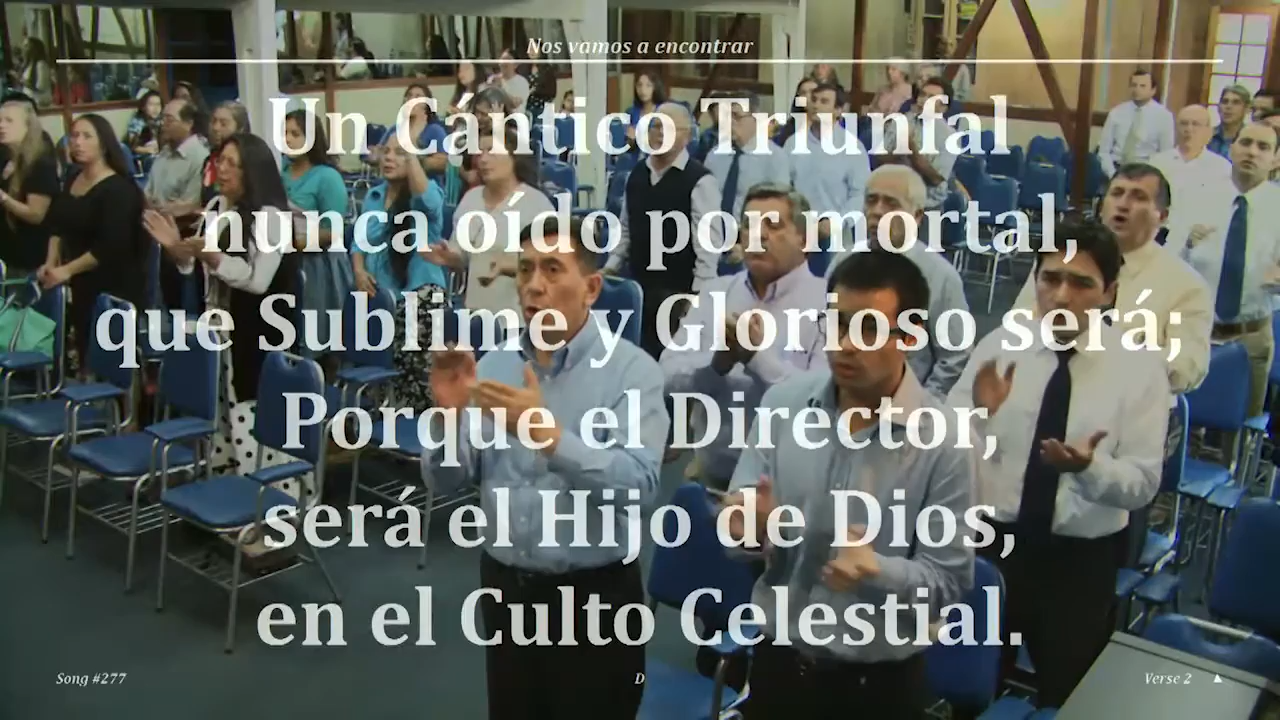 Nos vamos a encontrar
Un Cántico Triunfal
nunca oído por mortal,
que Sublime y Glorioso será;
Porque el Director,
será el Hijo de Dios,
en el Culto Celestial.
Song #277
D
Verse 2 ▲